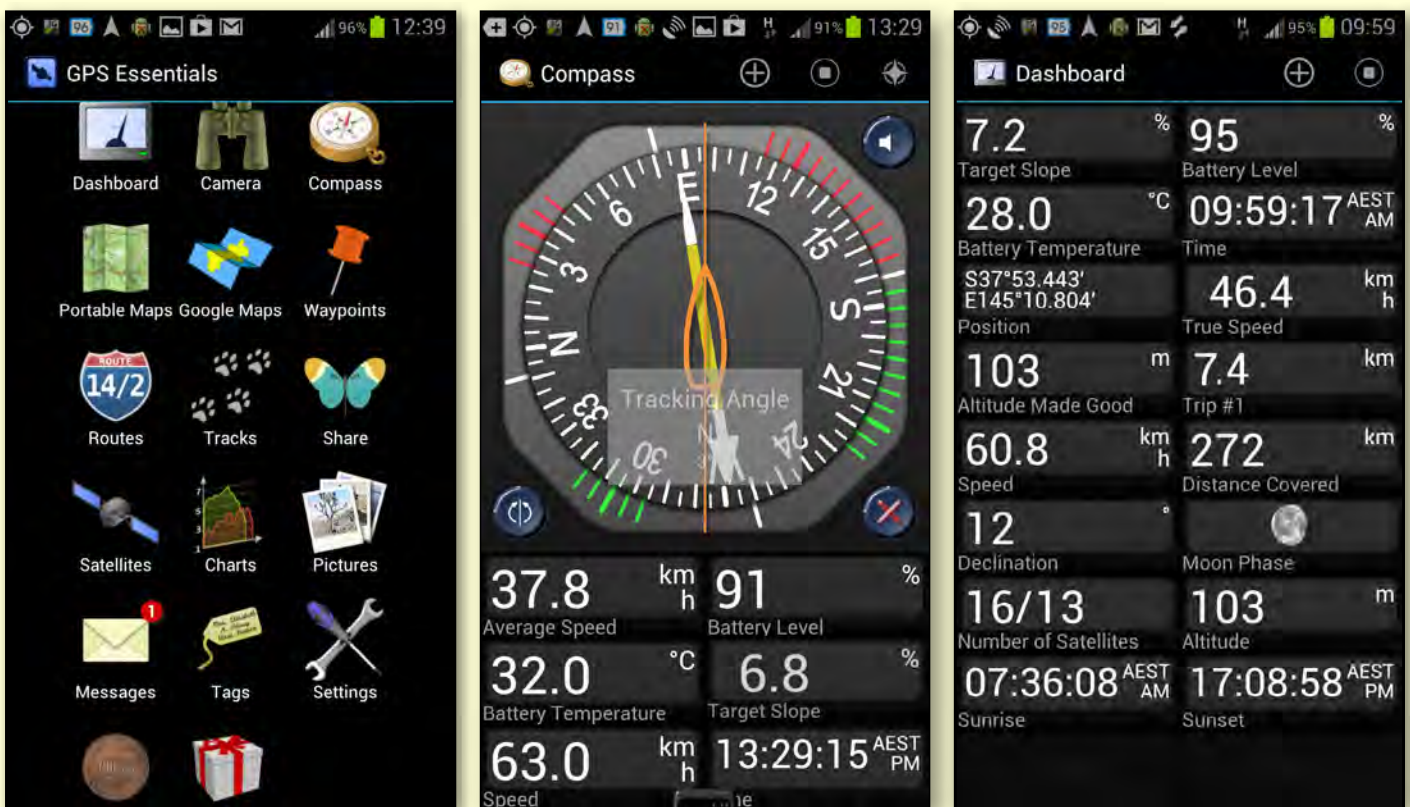 96 96% 12:39
GPS Essentials
Dashboard Camera Compass
Portable Maps Google Maps Waypoints
ROUTE
14/2
Routes Tracks Share
7
5
3
1
Satellites Charts Pictures
1
Messages Tags Settings
91 H 91% 13:29
Compass
E
12
15
S
21
24
30
33
N
3
6
Tracking Angle
N
37.8 km h
Average Speed
91 %
Battery Level
32.0 °C
Battery Temperature
6.8 %
Target Slope
63.0 km h
Speed
13:29:15 AEST PM
95 H 95% 09:59
Dashboard
7.2 %
Target Slope
95 %
Battery Level
28.0 °C
Battery Temperature
09:59:17 AEST AM
Time
S37°53.443'
E145°10.804'
Position
46.4 km h
True Speed
103 m
Altitude Made Good
7.4 km
Trip #1
60.8 km h
Speed
272 km
Distance Covered
12 °
Declination
Moon Phase
16/13
Number of Satellites
103 m
Altitude
07:36:08 AEST AM
Sunrise
17:08:58 AEST PM
Sunset